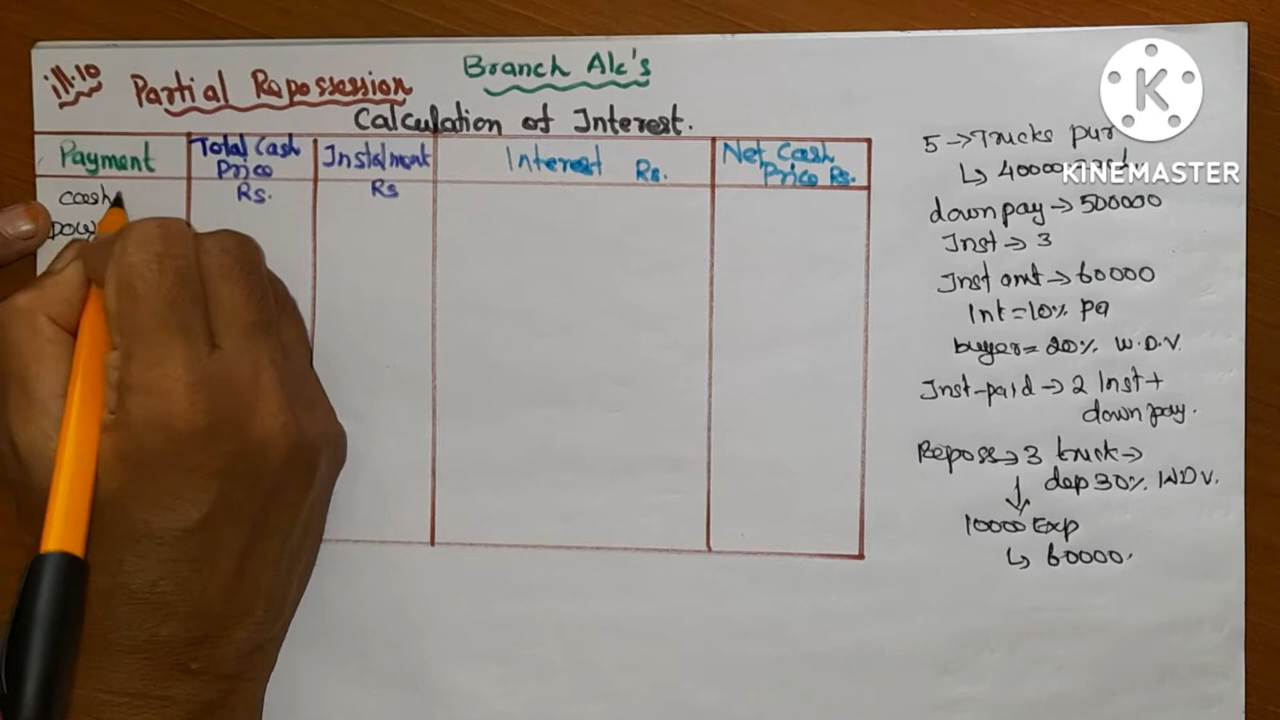 ill.10 Partial Repossession Branch A/c's
Calculation of Interest.
Payment
Total Cash Price Rs.
Instalment Rs
Interest Rs.
Net Cash Price Rs.
cash
Dow
5 → Trucks pur
↳ 40000
KINEMASTER
down pay → 500000
Inst → 3
Inst amt → 60000
Int = 10% Pa
buyer = 20% W.D.V.
Inst-paid → 2 Inst +
down pay.
Reposs → 3 truck →
↓ dep 30% WDV.
10000 Exp
↳ 60000.